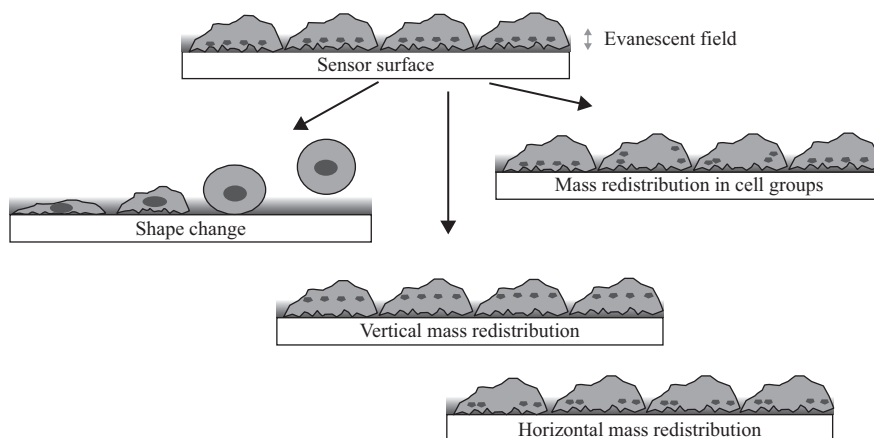 Evanescent field
Sensor surface
Mass redistribution in cell groups
Shape change
Vertical mass redistribution
Horizontal mass redistribution